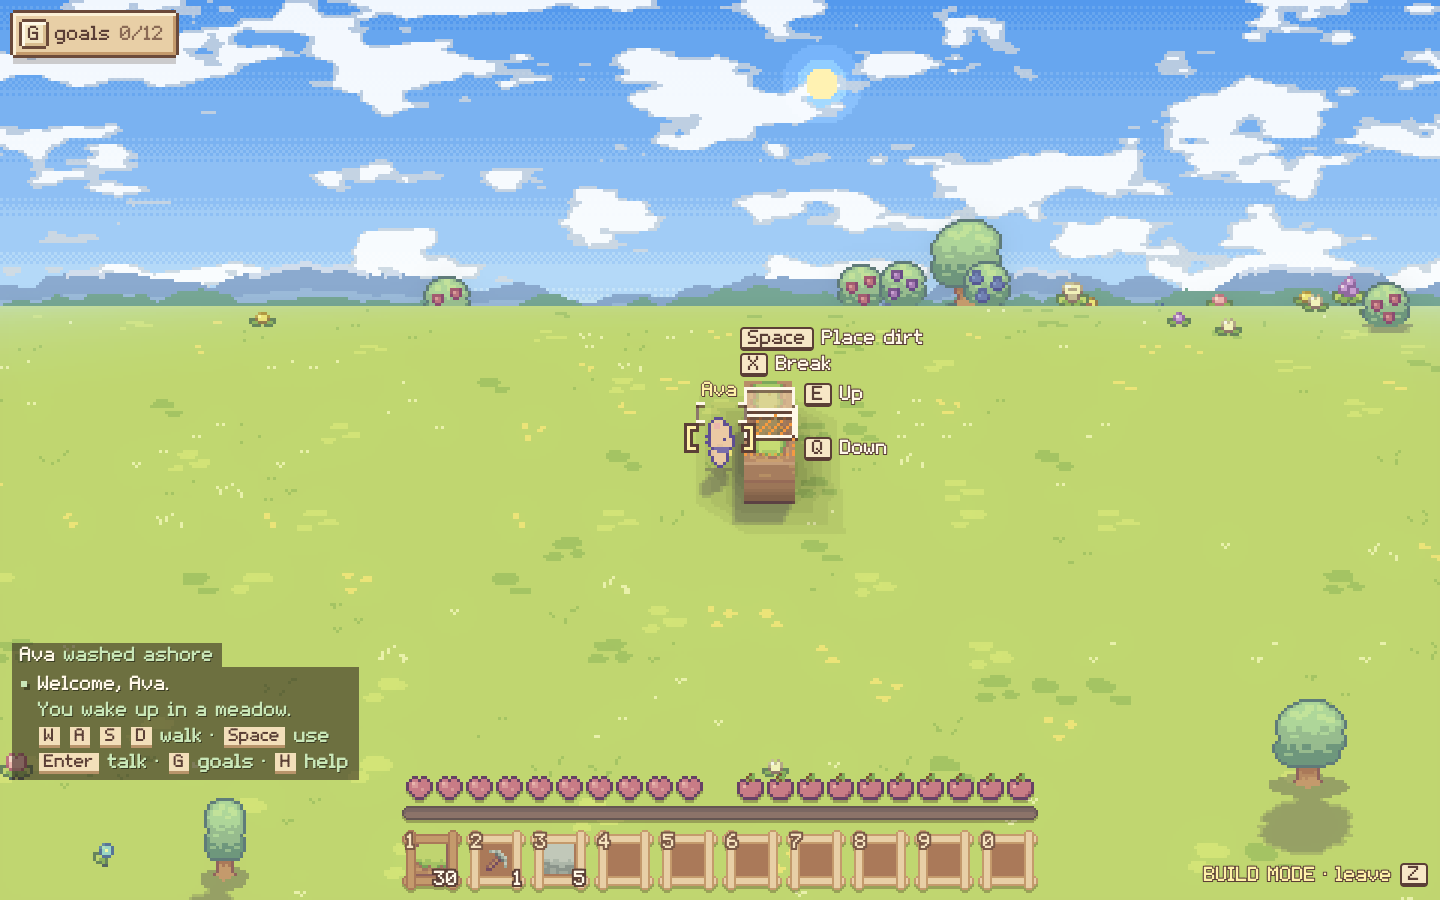 G goals 0/12
Space Place dirt
X Break
Ava
E Up
Q Down
Ava washed ashore
Welcome, Ava.
You wake up in a meadow.
W A S D walk · Space use
Enter talk · G goals · H help
1 2 3 4 5 6 7 8 9 0
30 1 5
BUILD MODE · leave Z